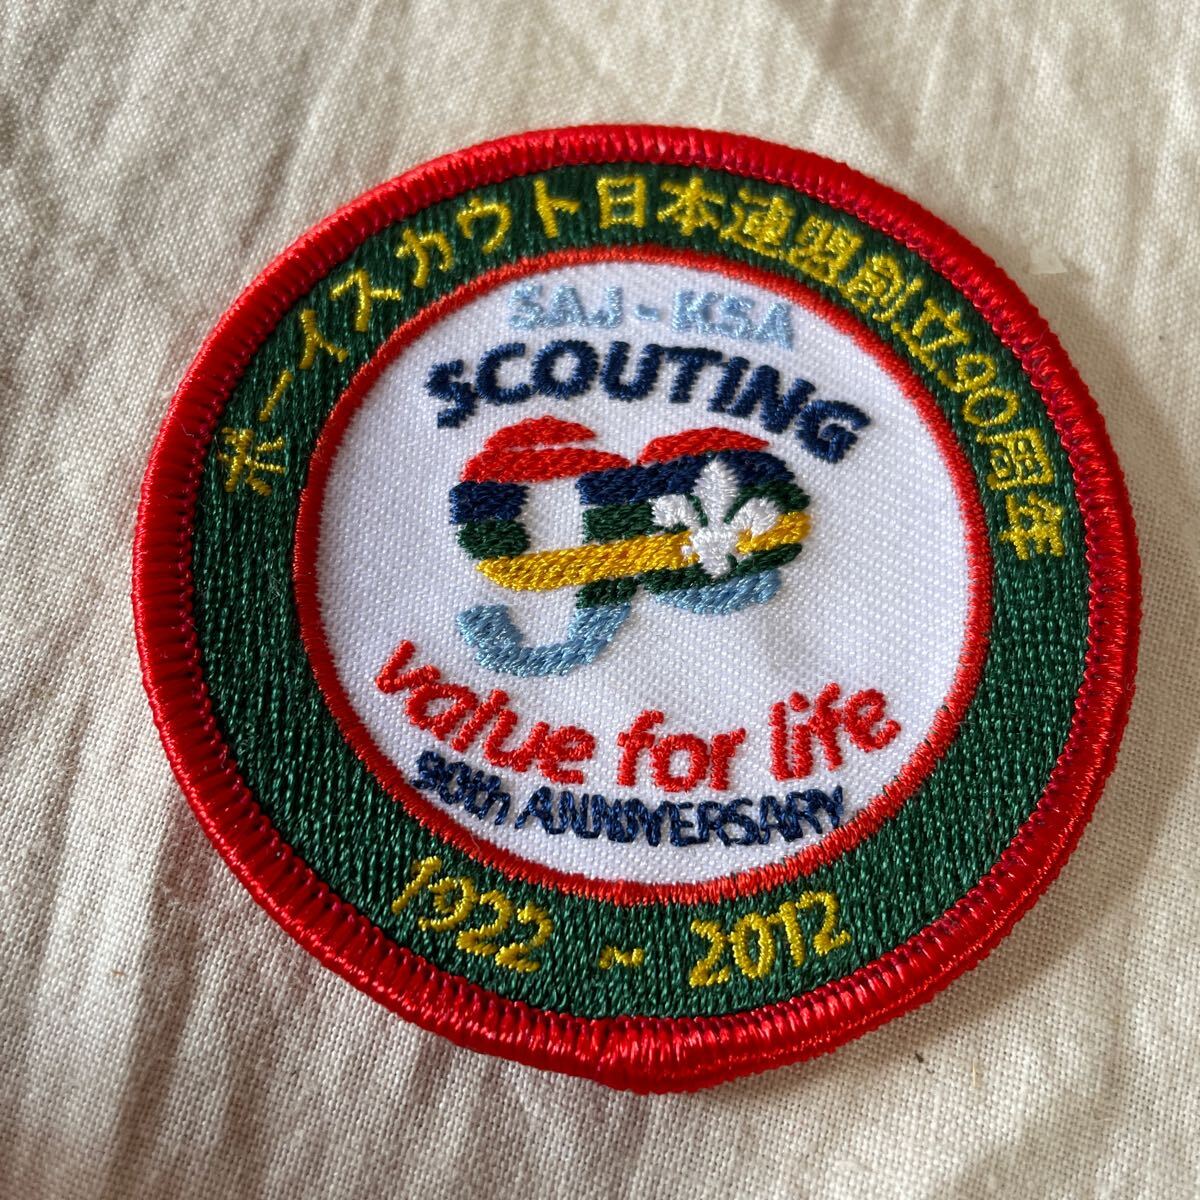 ボーイスカウト日本連盟創立90周年
SAJ-KSA
SCOUTING
90
value for life
90th ANNIVERSARY
1922~2012